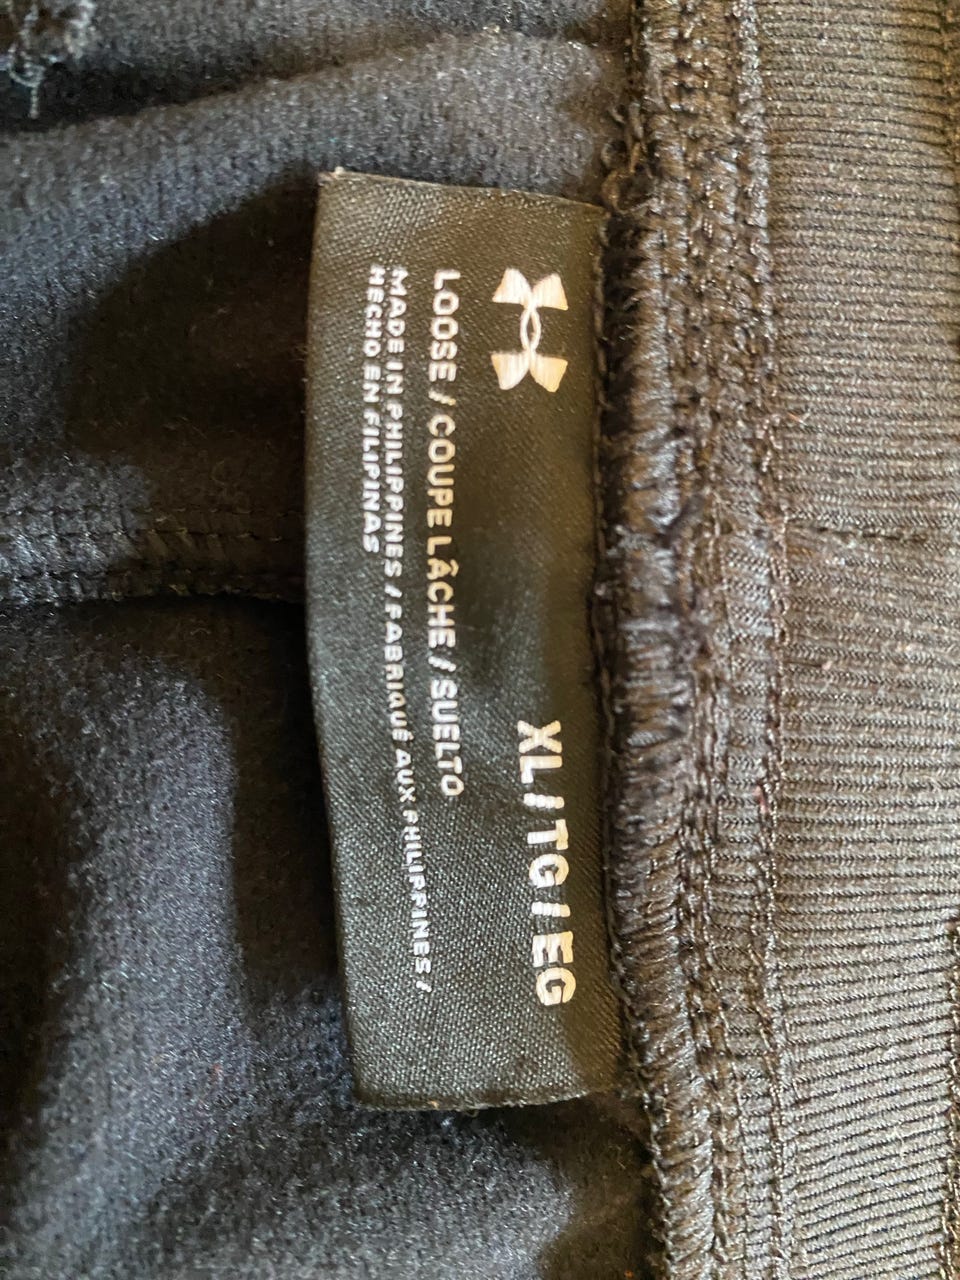 XL / TG / EG
LOOSE / COUPE LÂCHE / SUELTO
MADE IN PHILIPPINES / FABRIQUÉ AUX PHILIPPINES /
HECHO EN FILIPINAS